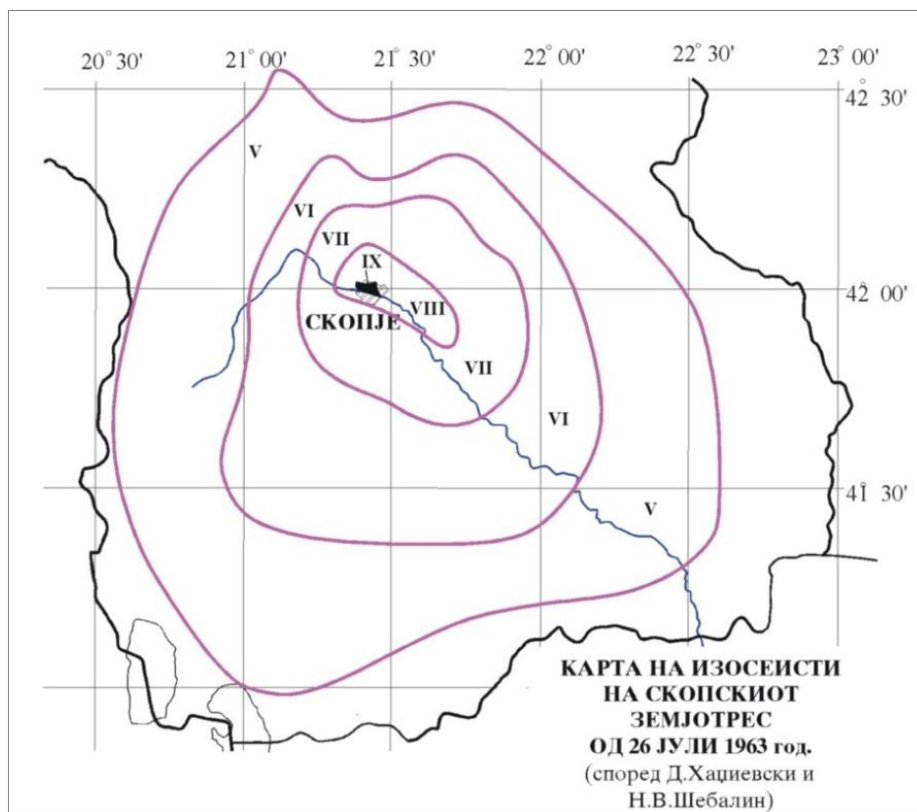 20° 30'
21° 00'
21° 30'
22° 00'
22° 30'
23° 00'
42° 30'
V
VI
VII
IX
42° 00'
VIII
СКОПЈЕ
VII
VI
41° 30'
V
КАРТА НА ИЗОСЕИСТИ
НА СКОПСКИОТ
ЗЕМЈОТРЕС
ОД 26 ЈУЛИ 1963 год.
(според Д.Хаџиевски и
Н.В.Шебалин)